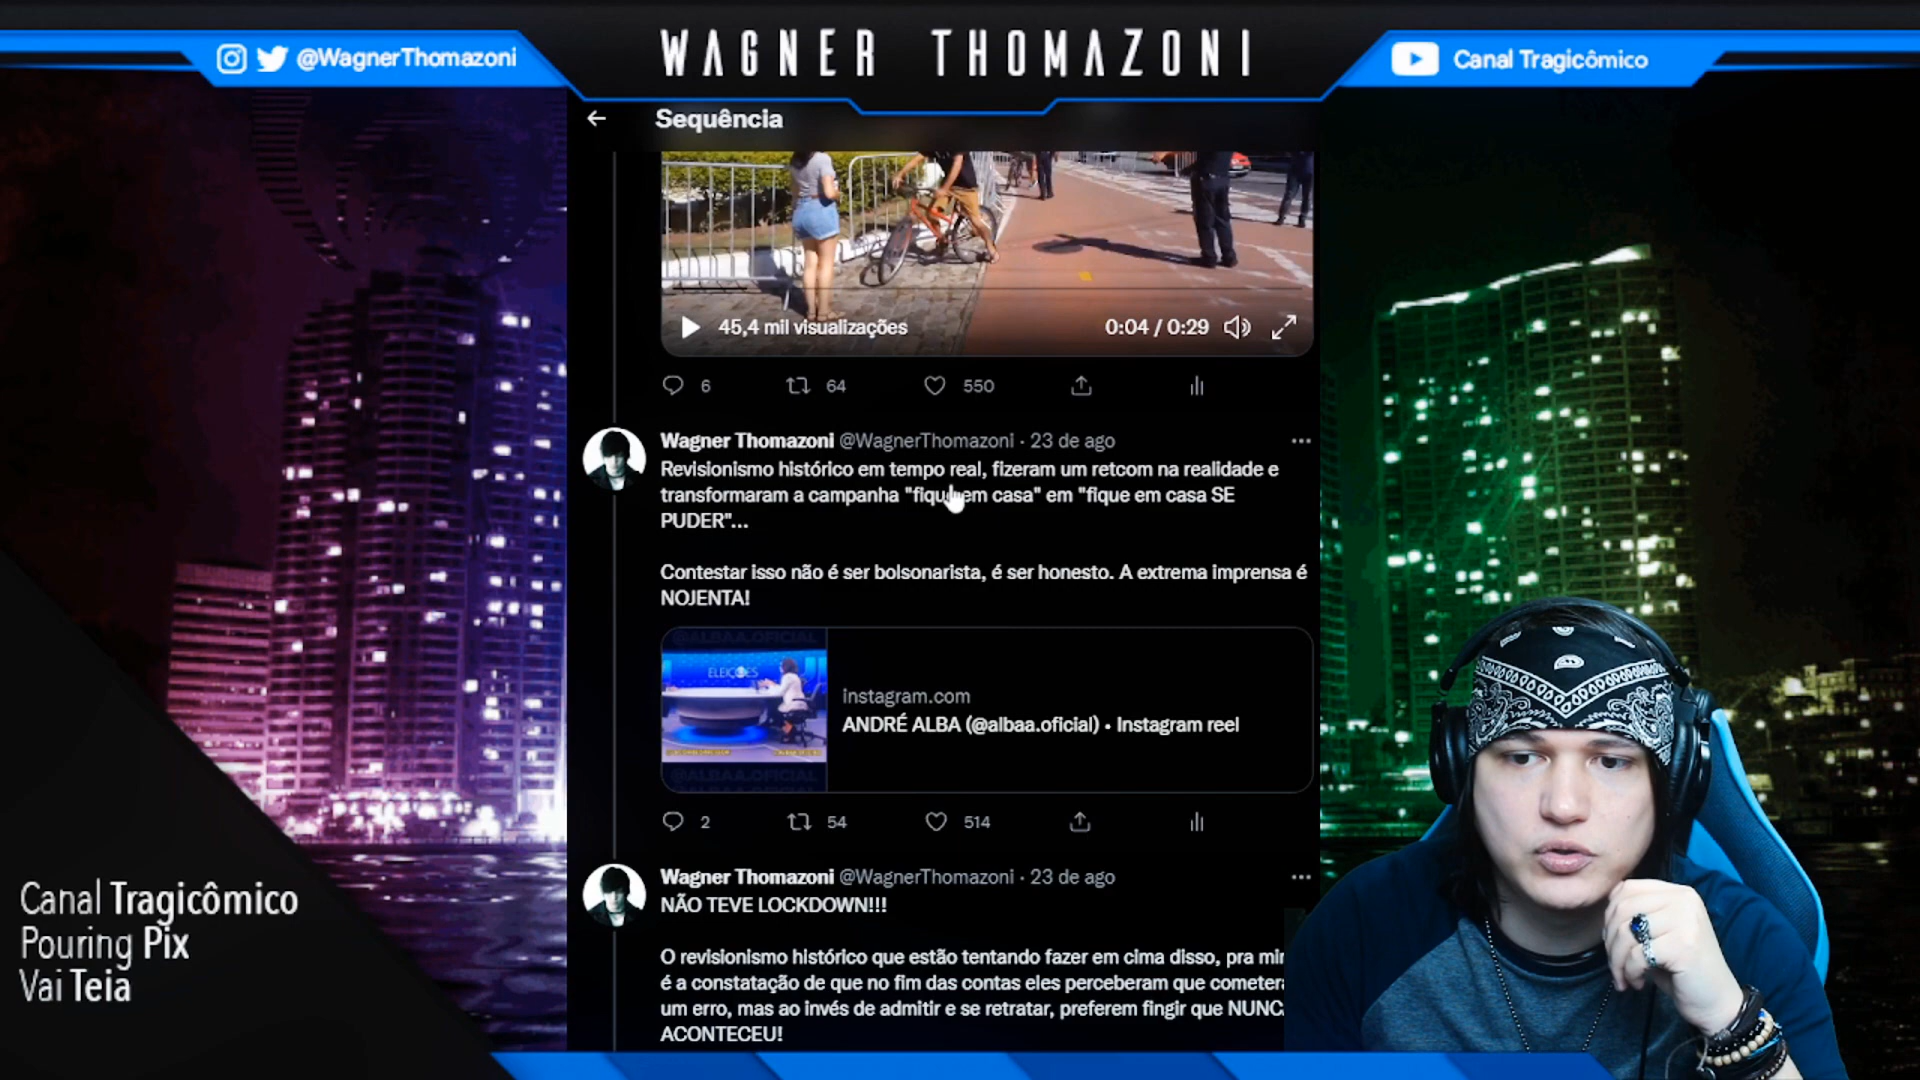 @WagnerThomazoni
WAGNER THOMAZONI
Canal Tragicômico
Sequência
45,4 mil visualizações
0:04 / 0:29
6
64
550
Wagner Thomazoni @WagnerThomazoni · 23 de ago
Revisionismo histórico em tempo real, fizeram um retcom na realidade e
transformaram a campanha "fique em casa" em "fique em casa SE
PUDER"...
Contestar isso não é ser bolsonarista, é ser honesto. A extrema imprensa é
NOJENTA!
@ALBAA.OFICIAL
ELEIÇÕES
@ALBAA.OFICIAL
instagram.com
ANDRÉ ALBA (@albaa.oficial) • Instagram reel
2
54
514
Wagner Thomazoni @WagnerThomazoni · 23 de ago
NÃO TEVE LOCKDOWN!!!
O revisionismo histórico que estão tentando fazer em cima disso, pra
é a constatação de que no fim das contas eles perceberam que
um erro, mas ao invés de admitir e se retratar, preferem fingir que NUNC
ACONTECEU!
Canal Tragicômico
Pouring Pix
Vai Teia